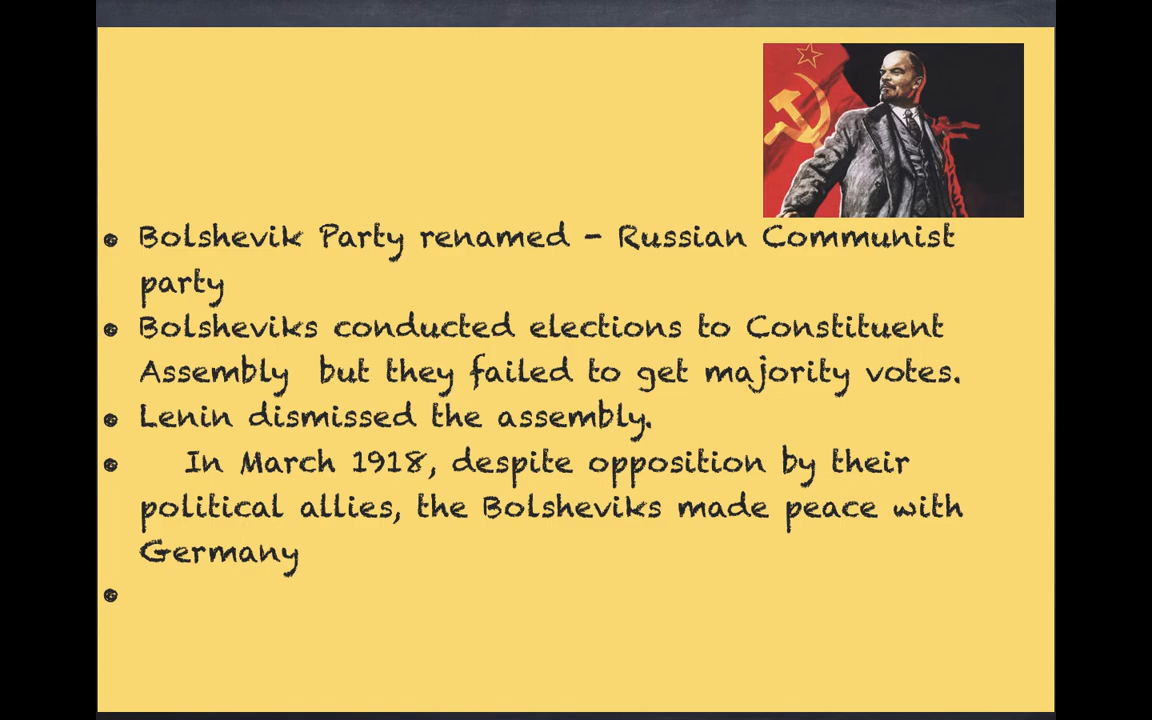 • Bolshevik Party renamed - Russian Communist
party
• Bolsheviks conducted elections to Constituent
Assembly but they failed to get majority votes.
• Lenin dismissed the assembly.
• In March 1918, despite opposition by their
political allies, the Bolsheviks made peace with
Germany
•